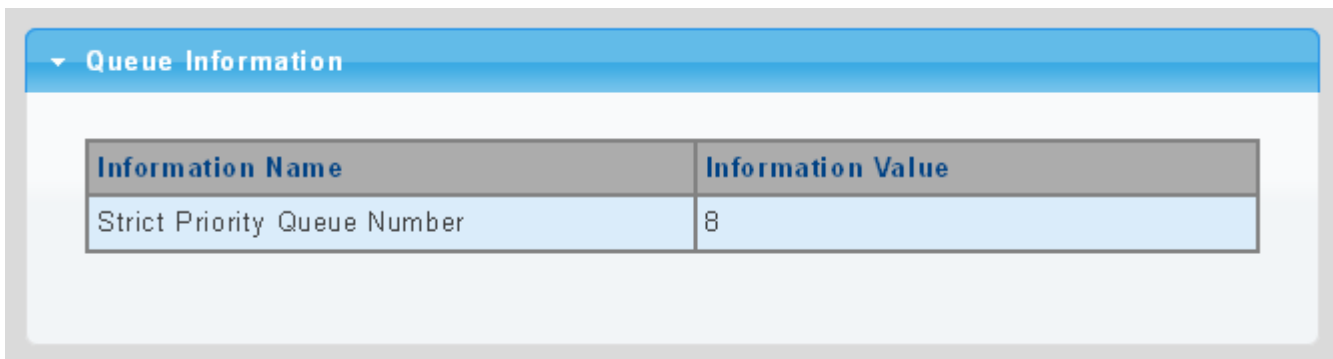 Queue Information
Information Name Information Value
Strict Priority Queue Number 8